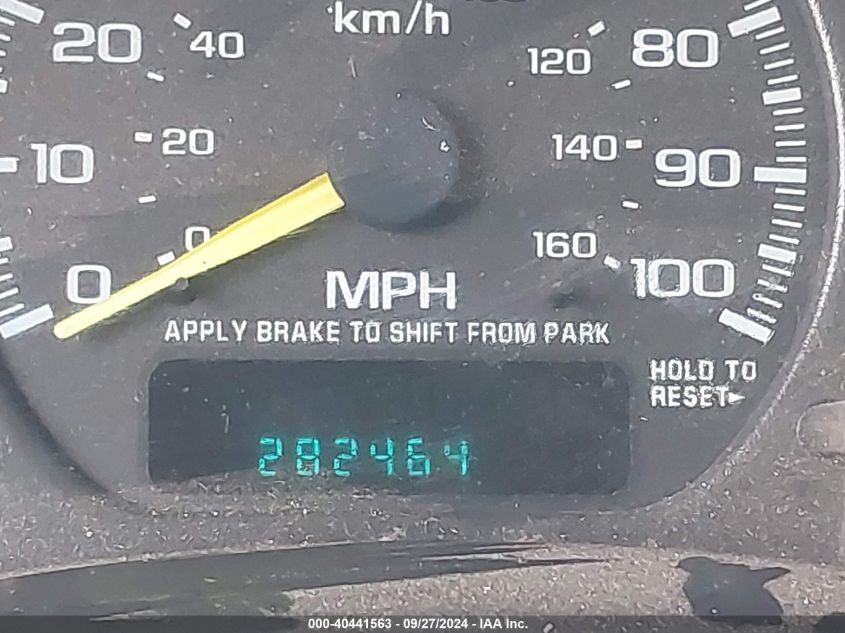 km/h
20 40 120 80
10 20 140 90
0 0 160 100
MPH
APPLY BRAKE TO SHIFT FROM PARK
HOLD TO
RESET
282464
000-40441563 - 09/27/2024 - IAA Inc.